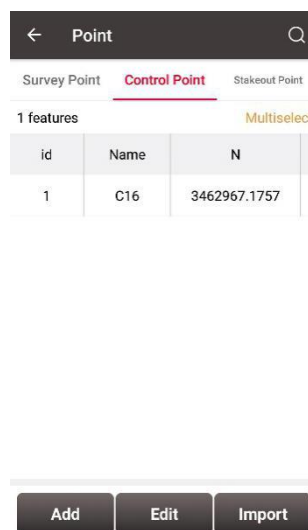 Point
Survey Point Control Point Stakeout Point
1 features Multiselec
id Name N
1 C16 3462967.1757
Add Edit Import